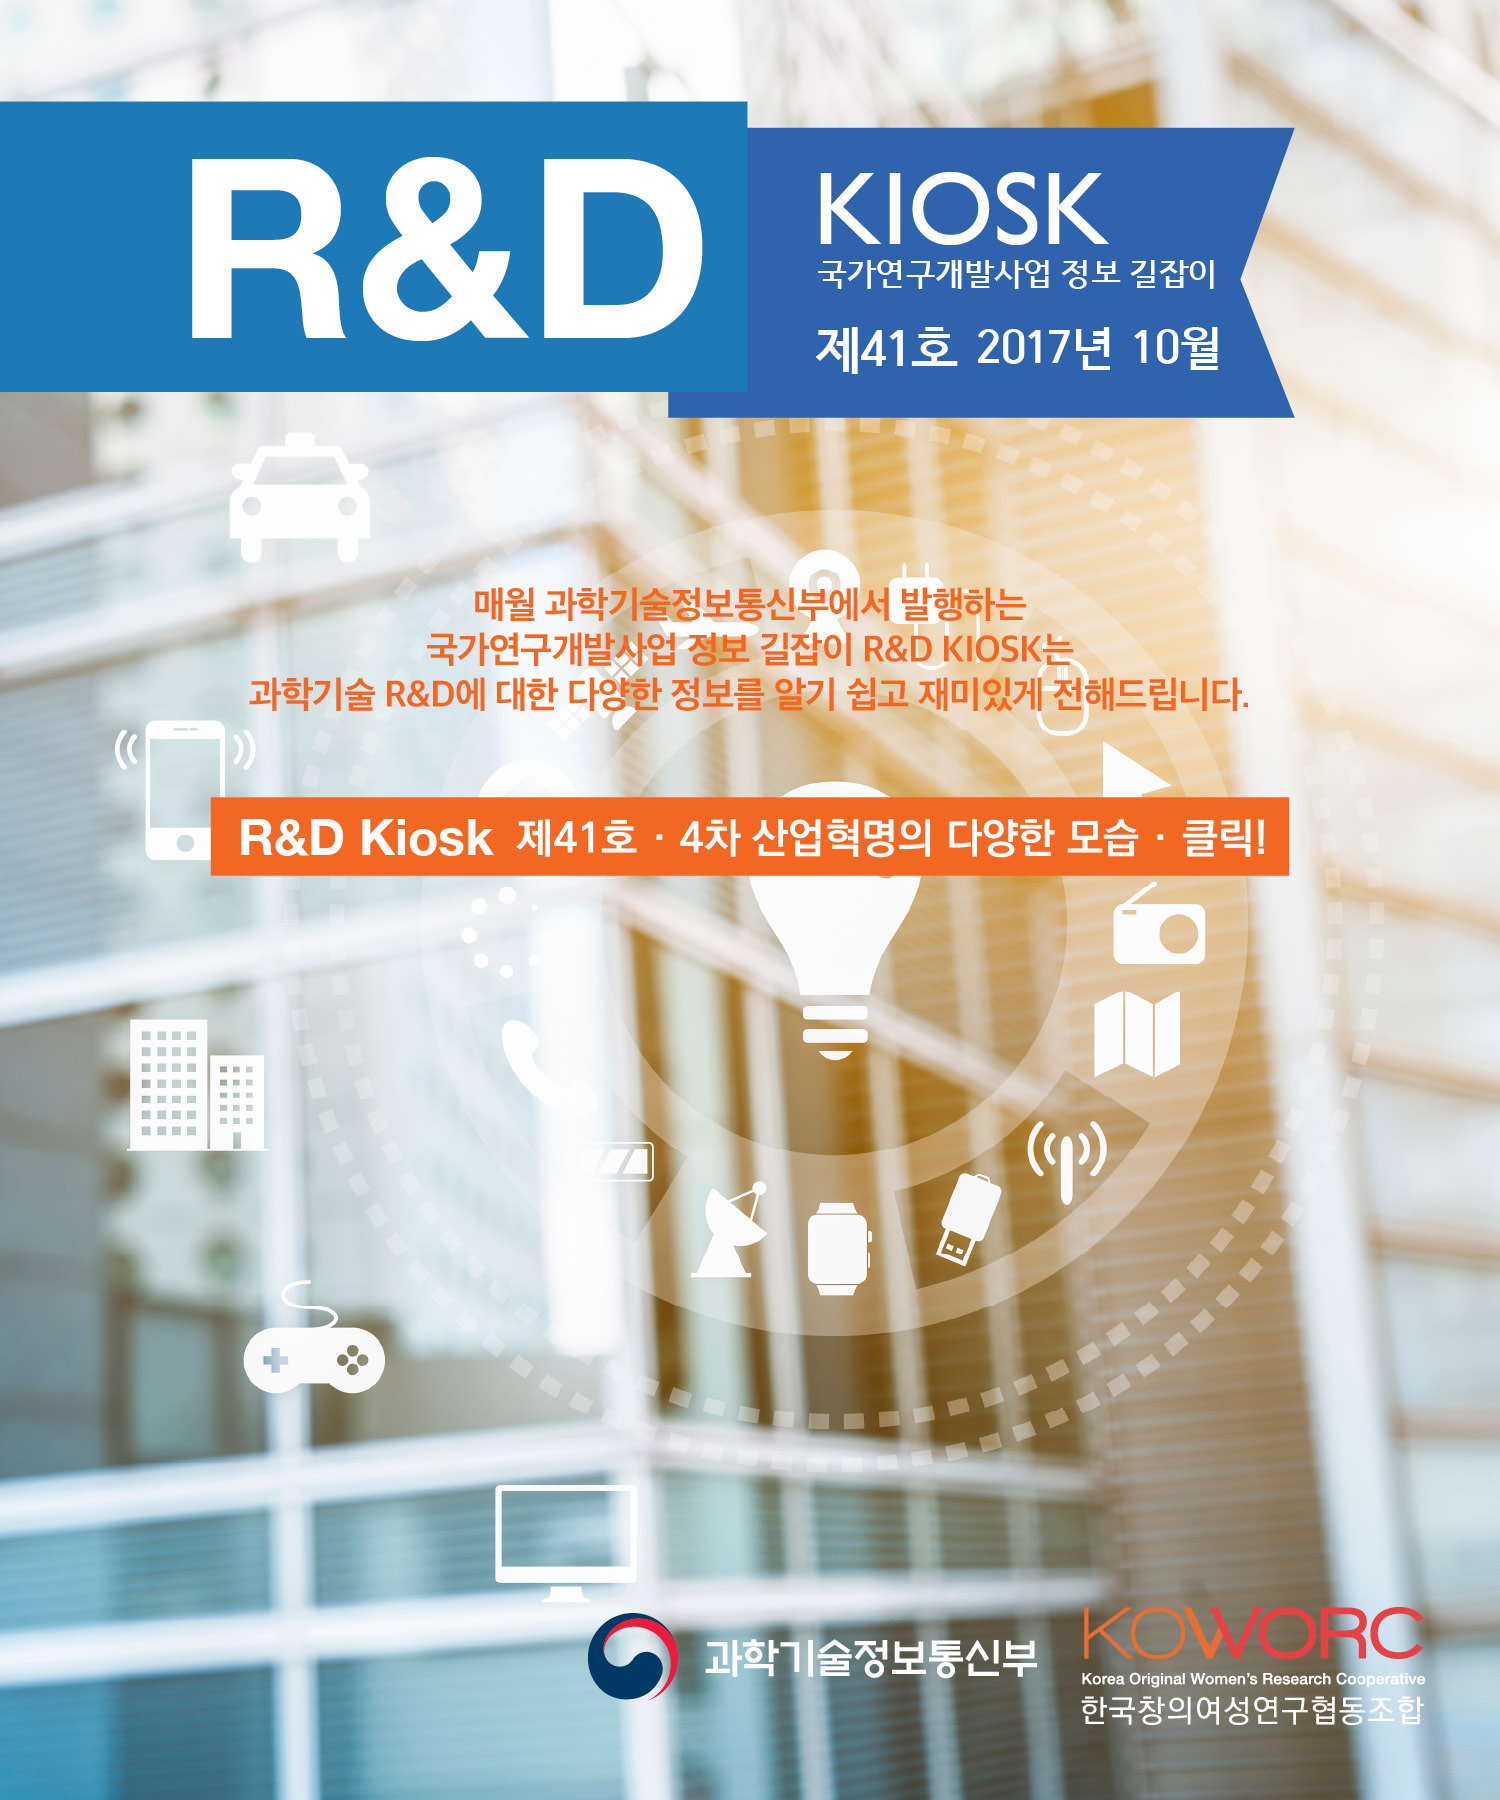 R&D
KIOSK
국가연구개발사업 정보 길잡이
제41호 2017년 10월
매월 과학기술정보통신부에서 발행하는
국가연구개발사업 정보 길잡이 R&D KIOSK는
과학기술 R&D에 대한 다양한 정보를 알기 쉽고 재미있게 전해드립니다.
R&D Kiosk 제41호 · 4차 산업혁명의 다양한 모습 · 클릭!
과학기술정보통신부
KOWORC
Korea Original Women's Research Cooperative
한국창의여성연구협동조합